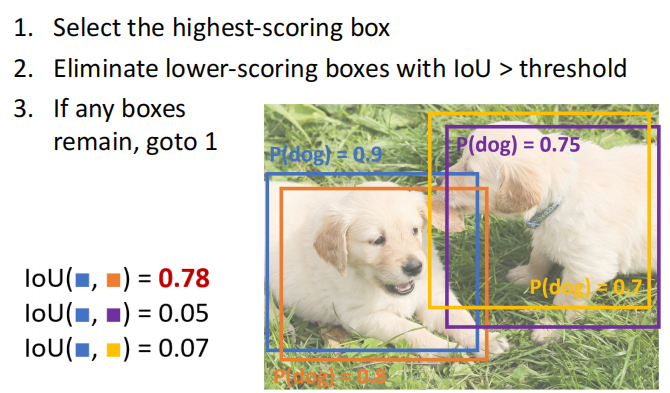 1. Select the highest-scoring box
2. Eliminate lower-scoring boxes with IoU > threshold
3. If any boxes
remain, goto 1
P(dog) = 0.9
P(dog) = 0.75
IoU(■, ■) = 0.78
IoU(■, ■) = 0.05
IoU(■, ■) = 0.07
P(dog) = 0.7
P(dog) = 0.8